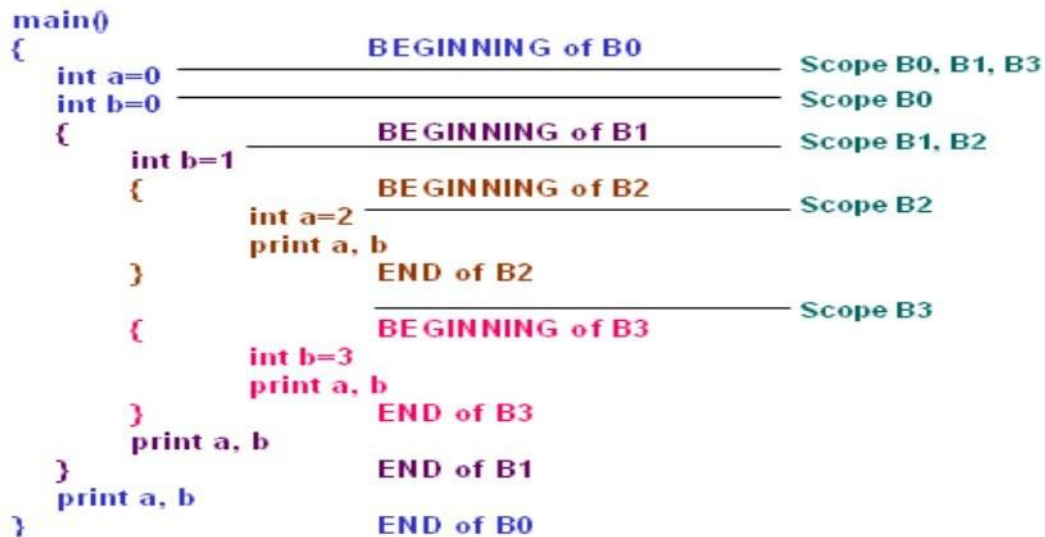 main()
{ BEGINNING of B0
int a=0 Scope B0, B1, B3
int b=0 Scope B0
{ BEGINNING of B1
int b=1 Scope B1, B2
{ BEGINNING of B2
int a=2 Scope B2
print a, b
} END of B2
Scope B3
{ BEGINNING of B3
int b=3
print a, b
} END of B3
print a, b
} END of B1
print a, b
} END of B0